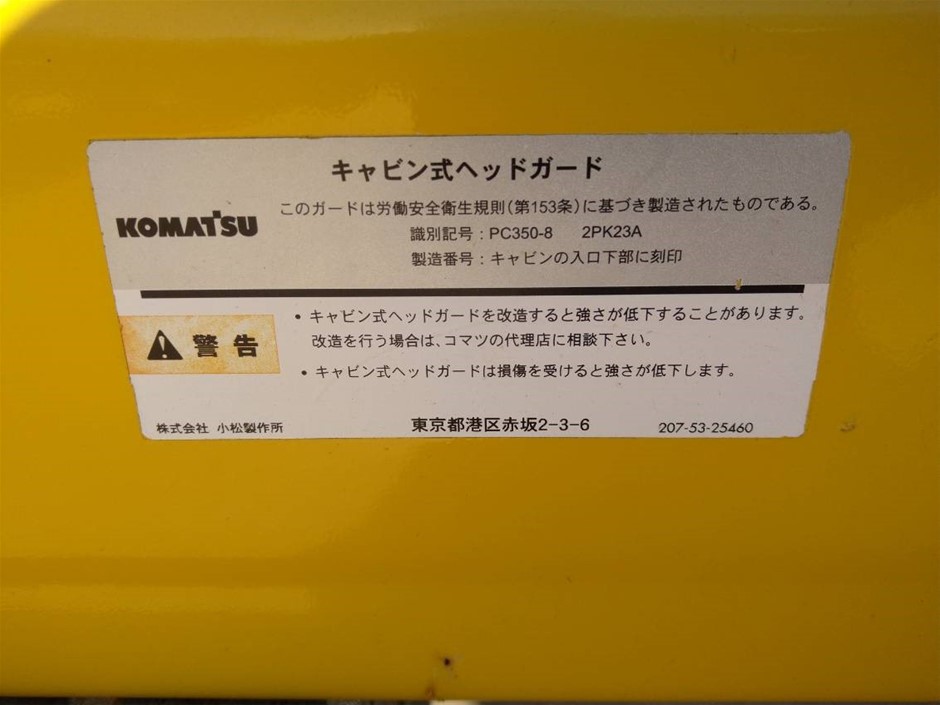 キャビン式ヘッドガード
このガードは労働安全衛生規則(第153条)に基づき製造されたものである。
KOMATSU
識別記号：PC350-8 2PK23A
製造番号：キャビンの入口下部に刻印
• キャビン式ヘッドガードを改造すると強さが低下することがあります。
改造を行う場合は、コマツの代理店に相談下さい。
警告
• キャビン式ヘッドガードは損傷を受けると強さが低下します。
株式会社 小松製作所 東京都港区赤坂2-3-6 207-53-25460